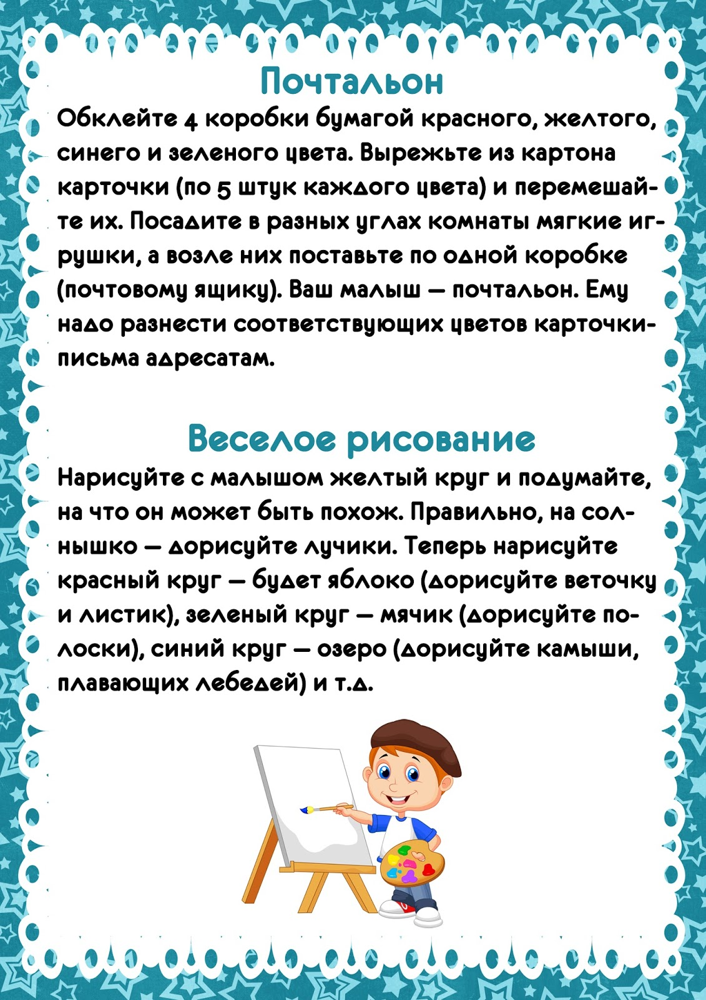 Почтальон
Обклейте 4 коробки бумагой красного, желтого,
синего и зеленого цвета. Вырежьте из картона
карточки (по 5 штук каждого цвета) и перемешай-
те их. Посадите в разных углах комнаты мягкие иг-
рушки, а возле них поставьте по одной коробке
(почтовому ящику). Ваш малыш — почтальон. Ему
надо разнести соответствующих цветов карточки-
письма адресатам.
Веселое рисование
Нарисуйте с малышом желтый круг и подумайте,
на что он может быть похож. Правильно, на сол-
нышко — дорисуйте лучики. Теперь нарисуйте
красный круг — будет яблоко (дорисуйте веточку
и листик), зеленый круг — мячик (дорисуйте по-
лоски), синий круг — озеро (дорисуйте камыши,
плавающих лебедей) и т.д.